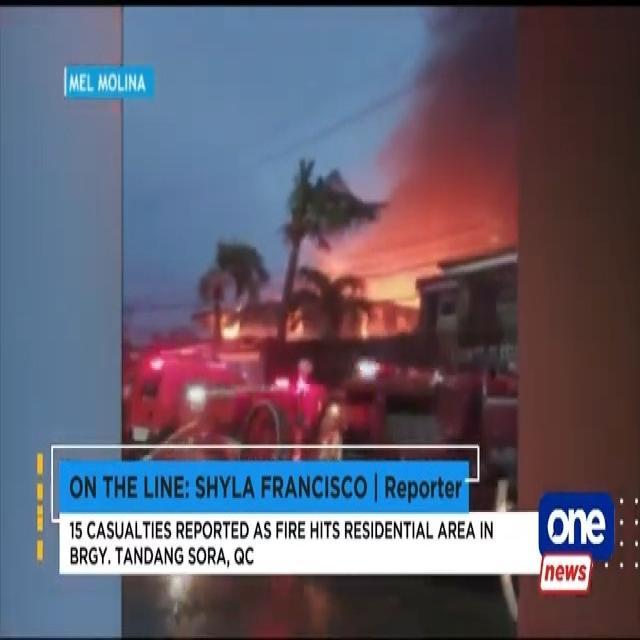 MEL MOLINA
ON THE LINE: SHYLA FRANCISCO | Reporter
15 CASUALTIES REPORTED AS FIRE HITS RESIDENTIAL AREA IN
BRGY. TANDANG SORA, QC
one
news